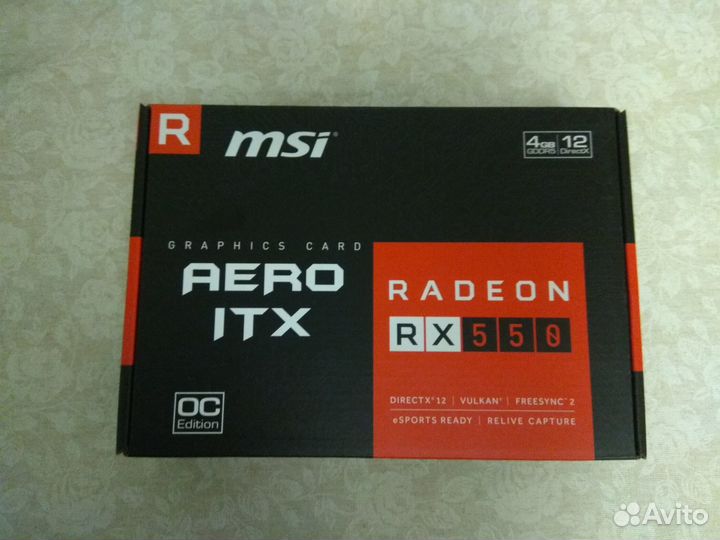 R
msi®
4GB GDDR5
12 DirectX
GRAPHICS CARD
AERO
ITX
RADEON
RX 550
DIRECTX® 12 | VULKAN® | FREESYNC™ 2
eSPORTS READY | RELIVE CAPTURE
OC
Edition
Avito